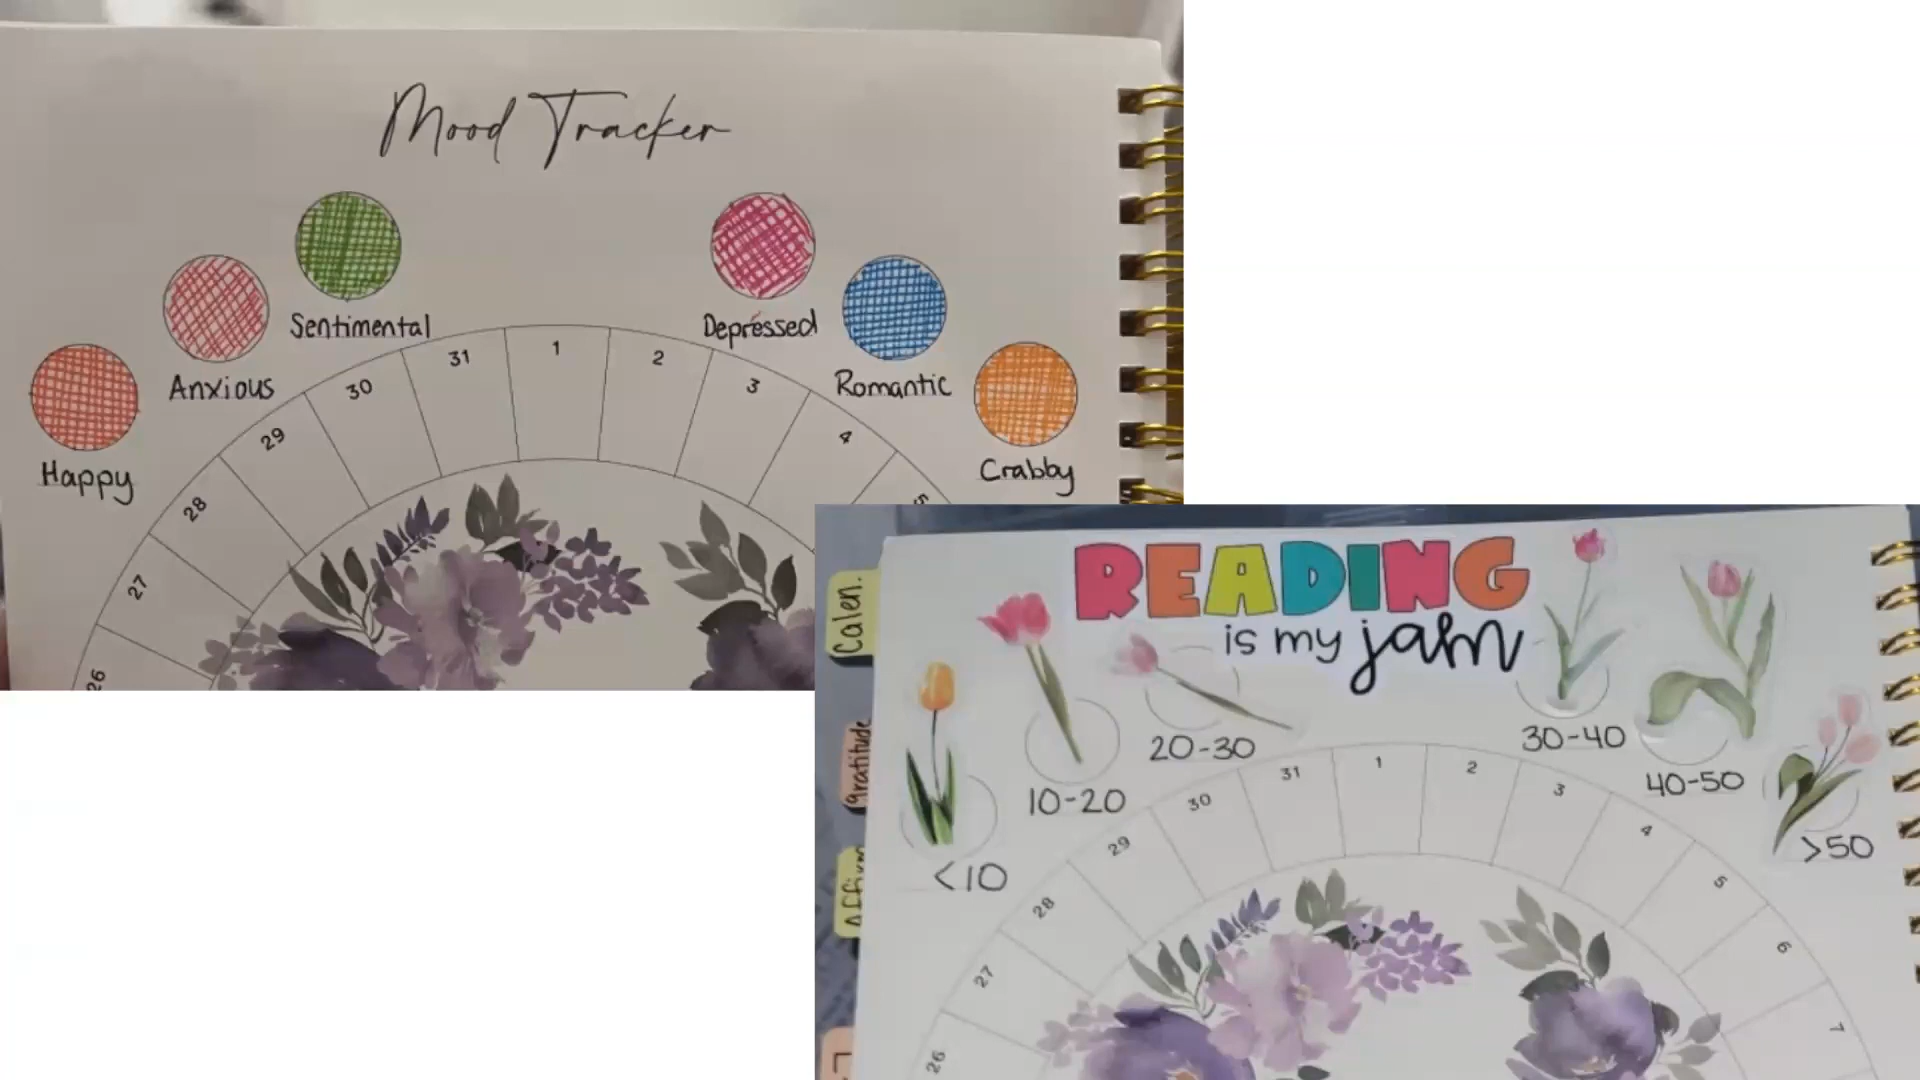 Mood Tracker
Sentimental
Depressed
Anxious
Romantic
Happy
Crabby
26
27
28
29
30
31
1
2
3
4
5
READING
is my jam
<10
10-20
20-30
30-40
40-50
>50
26
27
28
29
30
31
1
2
3
4
5
6
7
Calen.
gratitude
Affirm